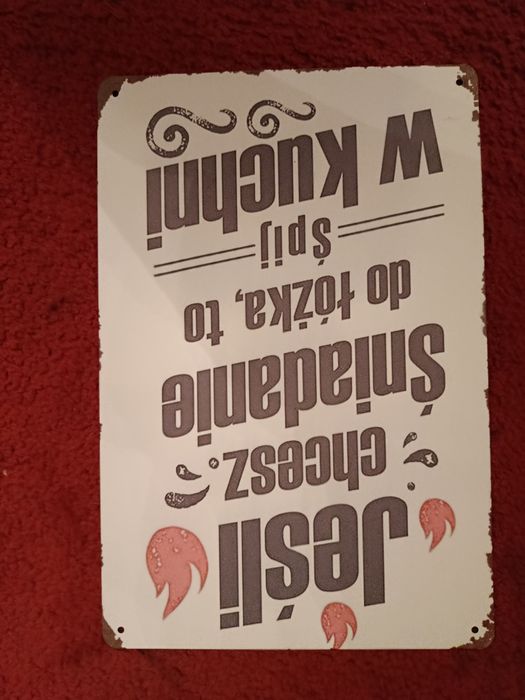 Jeśli
chcesz
Śniadanie
do łóżka, to
Śpij
W Kuchni